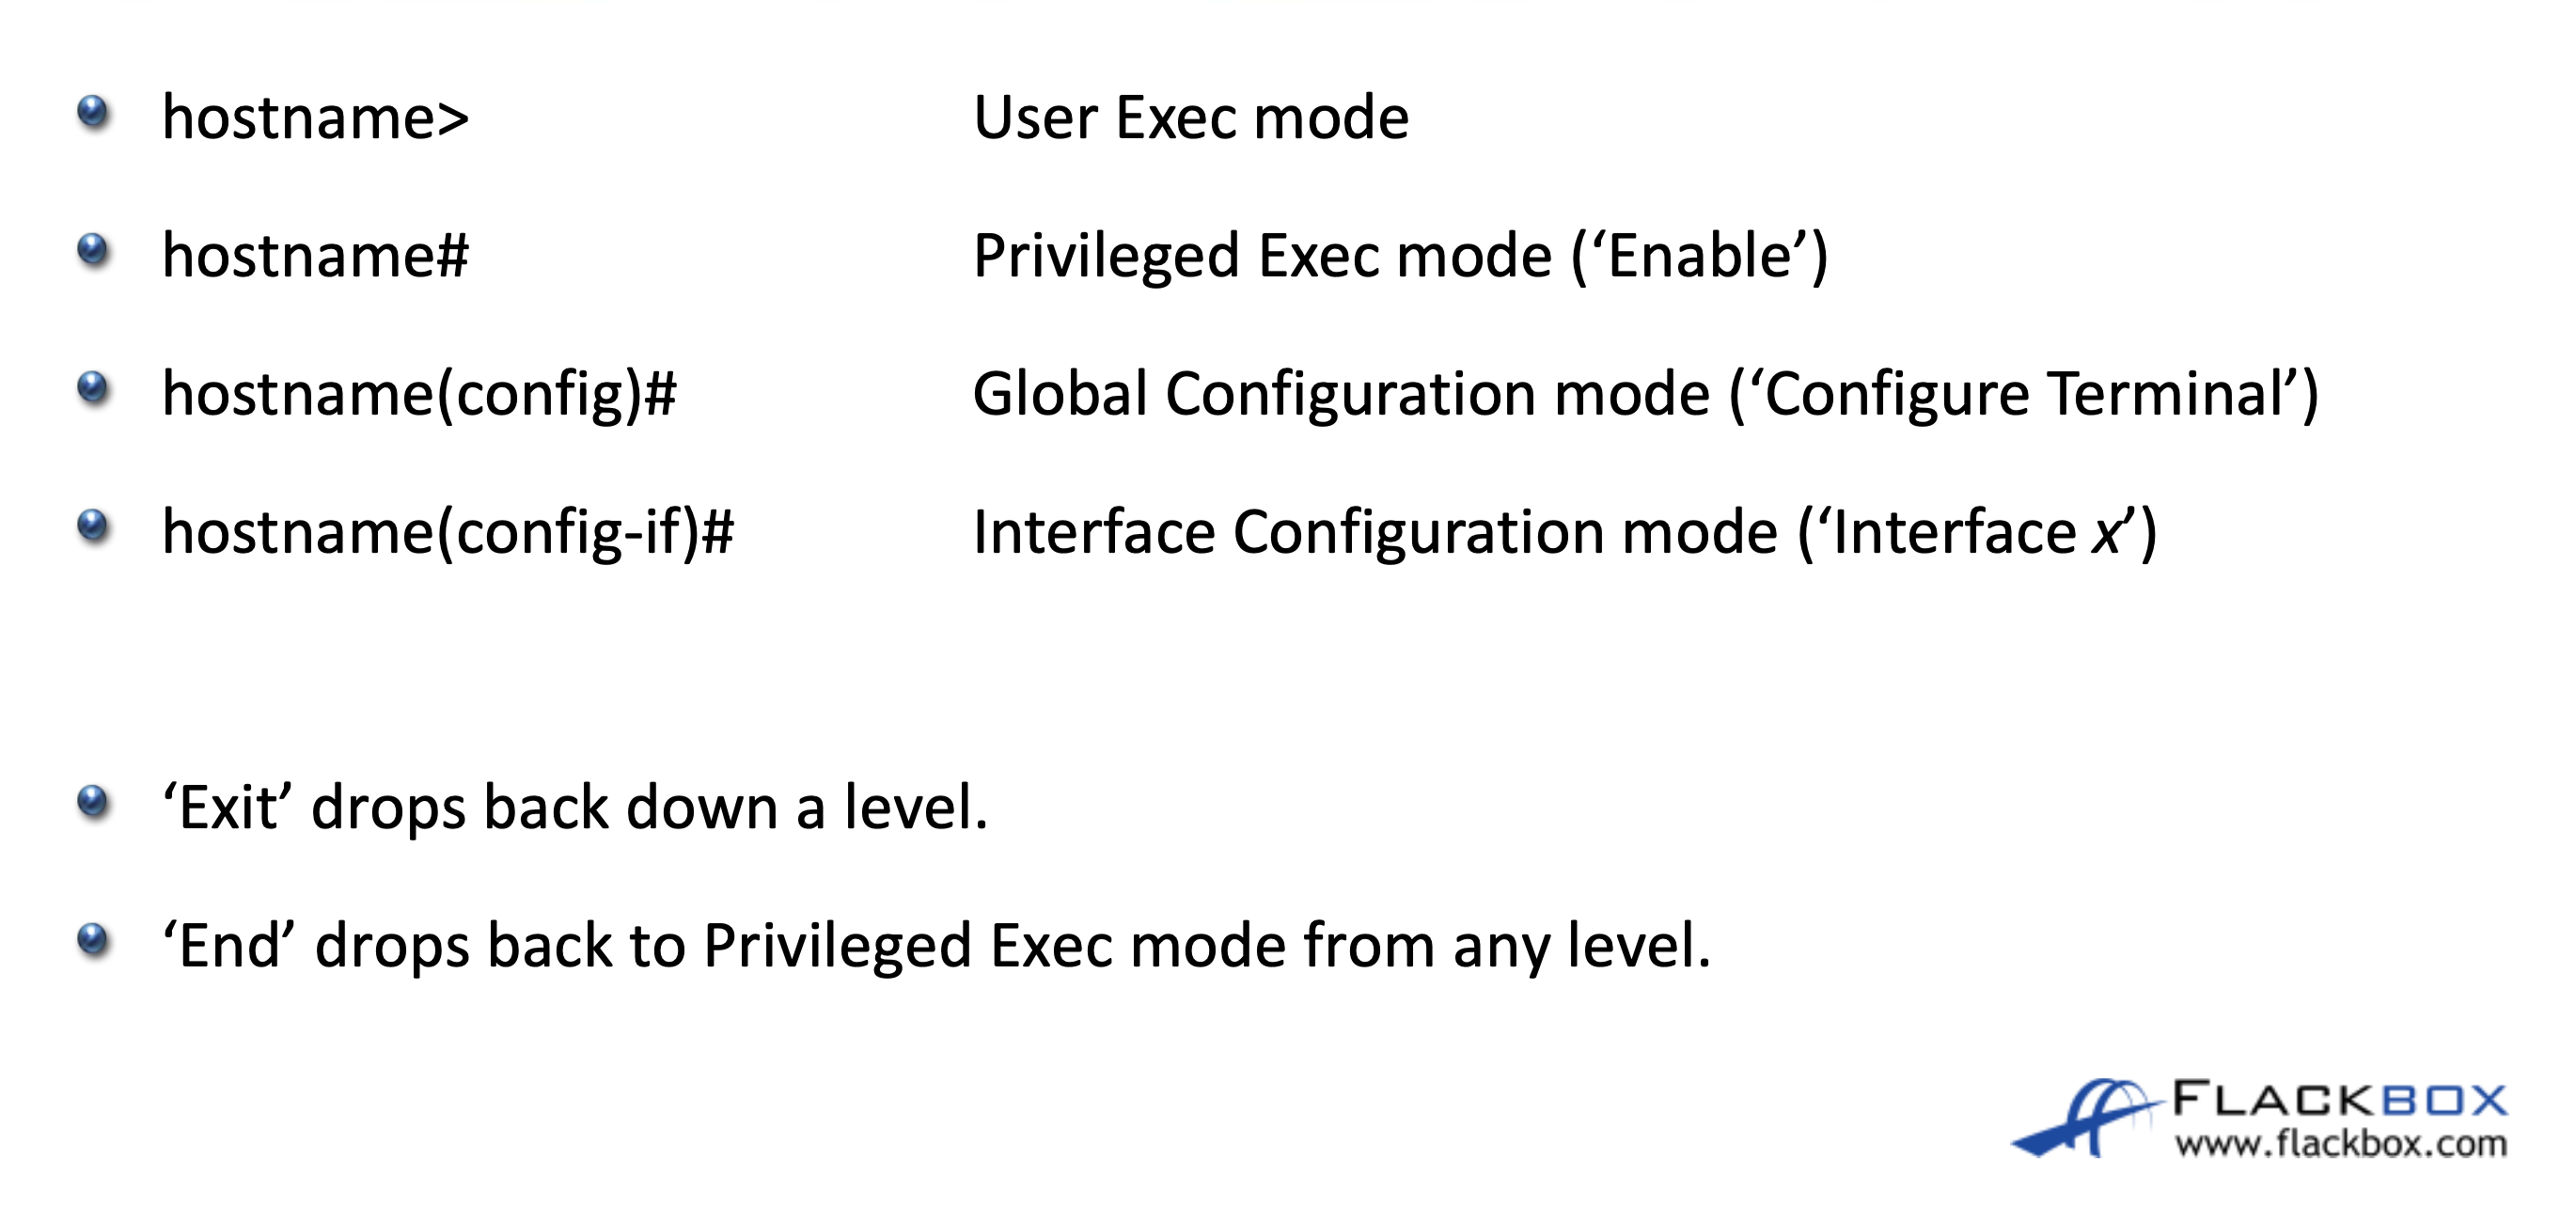 hostname> User Exec mode
hostname# Privileged Exec mode (‘Enable’)
hostname(config)# Global Configuration mode (‘Configure Terminal’)
hostname(config-if)# Interface Configuration mode (‘Interface x’)
‘Exit’ drops back down a level.
‘End’ drops back to Privileged Exec mode from any level.
FLACKBOX
www.flackbox.com